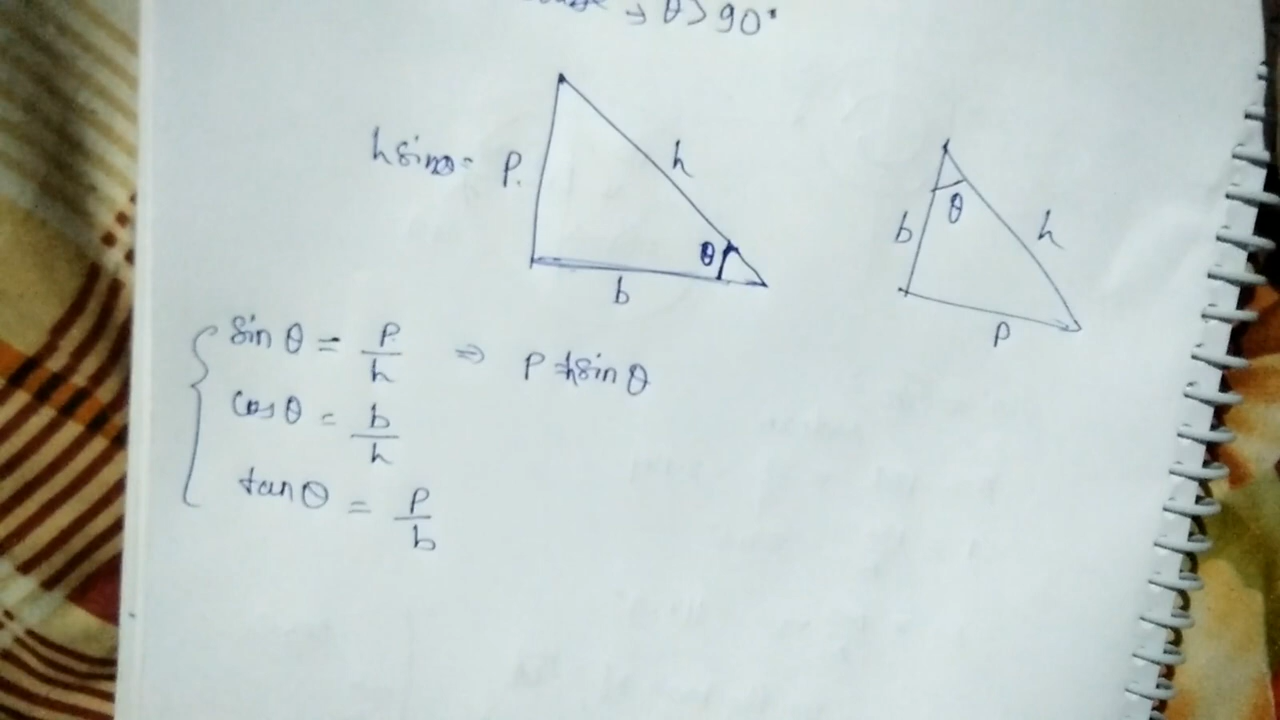 → θ > 90°
h sinθ = P.
h
θ
b
θ
b
h
P
sin θ = P/h ⇒ P = h sin θ
cos θ = b/h
tan θ = P/b